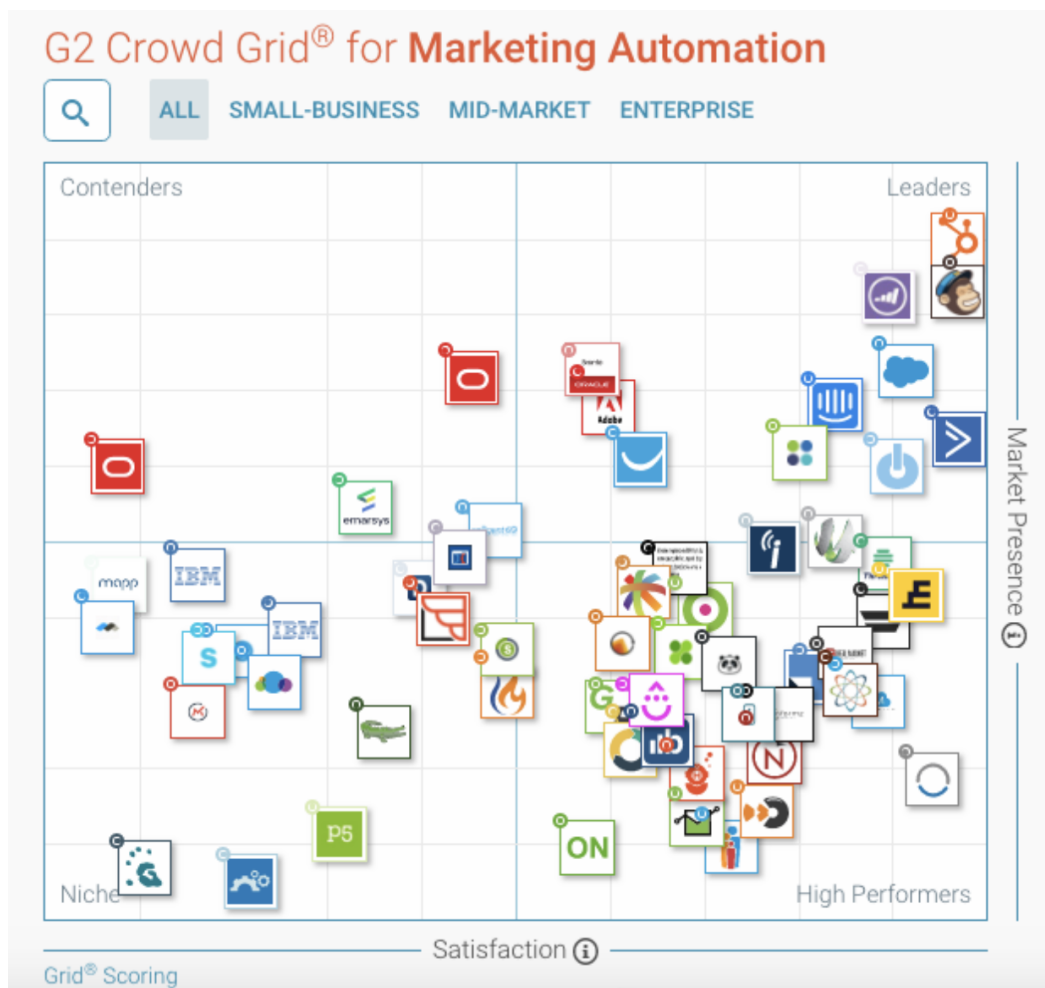 G2 Crowd Grid® for Marketing Automation
ALL SMALL-BUSINESS MID-MARKET ENTERPRISE
Contenders
Leaders
ORACLE
Adobe
emarsys
mapp
IBM
IBM
S
M
P5
G
N
ON
Niche
High Performers
Market Presence
Satisfaction
Grid® Scoring